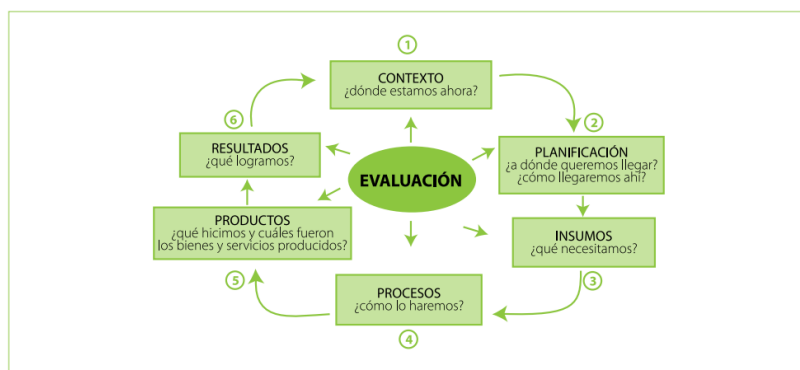 1
CONTEXTO
¿dónde estamos ahora?
2
PLANIFICACIÓN
¿a dónde queremos llegar?
¿cómo llegaremos ahí?
INSUMOS
¿qué necesitamos?
3
PROCESOS
¿cómo lo haremos?
4
5
PRODUCTOS
¿qué hicimos y cuáles fueron
los bienes y servicios producidos?
6
RESULTADOS
¿qué logramos?
EVALUACIÓN